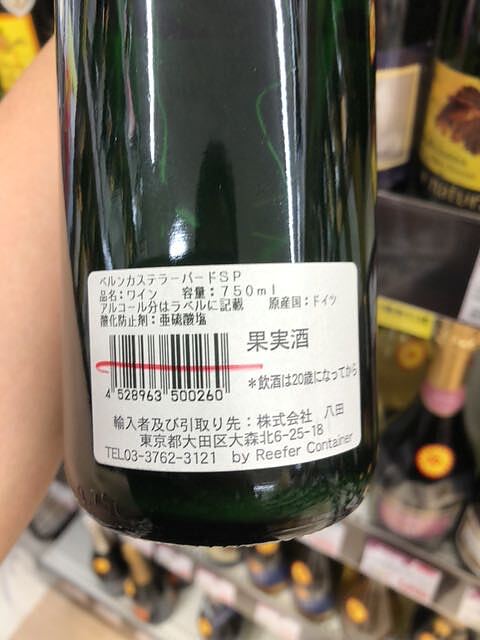 ベルンカステラーバードSP
品名:ワイン 容量:750ml
アルコール分はラベルに記載 原産国:ドイツ
酸化防止剤:亜硫酸塩
果実酒
4 528963 500260
*飲酒は20歳になってから
輸入者及び引取り先:株式会社 八田
東京都大田区大森北6-25-18
TEL03-3762-3121 by Reefer Container
natur